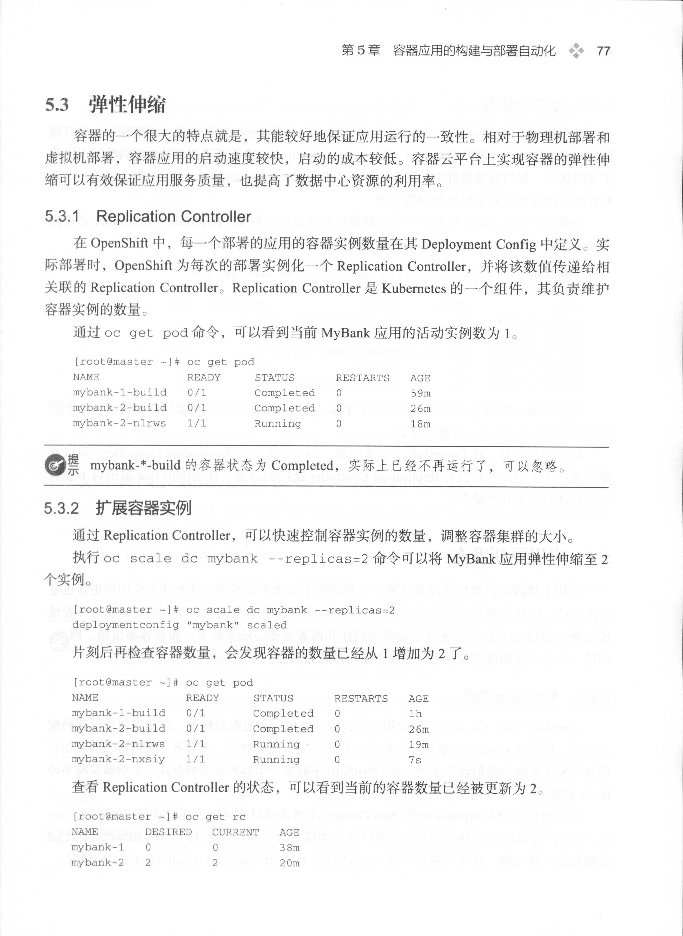 第5章 容器应用的构建与部署自动化 77
5.3 弹性伸缩
容器的一个很大的特点就是，其能较好地保证应用运行的一致性。相对于物理机部署和
虚拟机部署，容器应用的启动速度较快，启动的成本较低。容器云平台上实现容器的弹性伸
缩可以有效保证应用服务质量，也提高了数据中心资源的利用率。
5.3.1 Replication Controller
在 OpenShift 中，每一个部署的应用的容器实例数量在其 Deployment Config 中定义。实
际部署时，OpenShift 为每次的部署实例化一个 Replication Controller，并将该数值传递给相
关联的 Replication Controller。Replication Controller 是 Kubernetes 的一个组件，其负责维护
容器实例的数量。
通过 oc get pod 命令，可以看到当前 MyBank 应用的活动实例数为 1。
[root@master ~]# oc get pod
NAME READY STATUS RESTARTS AGE
mybank-1-build 0/1 Completed 0 59m
mybank-2-build 0/1 Completed 0 26m
mybank-2-nlrws 1/1 Running 0 18m
提示 mybank-*-build 的容器状态为 Completed，实际上已经不再运行了，可以忽略。
5.3.2 扩展容器实例
通过 Replication Controller，可以快速控制容器实例的数量，调整容器集群的大小。
执行 oc scale dc mybank --replicas=2 命令可以将 MyBank 应用弹性伸缩至 2
个实例。
[root@master ~]# oc scale dc mybank --replicas=2
deploymentconfig "mybank" scaled
片刻后再检查容器数量，会发现容器的数量已经从 1 增加为 2 了。
[root@master ~]# oc get pod
NAME READY STATUS RESTARTS AGE
mybank-1-build 0/1 Completed 0 1h
mybank-2-build 0/1 Completed 0 26m
mybank-2-nlrws 1/1 Running 0 19m
mybank-2-nxsiy 1/1 Running 0 7s
查看 Replication Controller 的状态，可以看到当前的容器数量已经被更新为 2。
[root@master ~]# oc get rc
NAME DESIRED CURRENT AGE
mybank-1 0 0 38m
mybank-2 2 2 20m